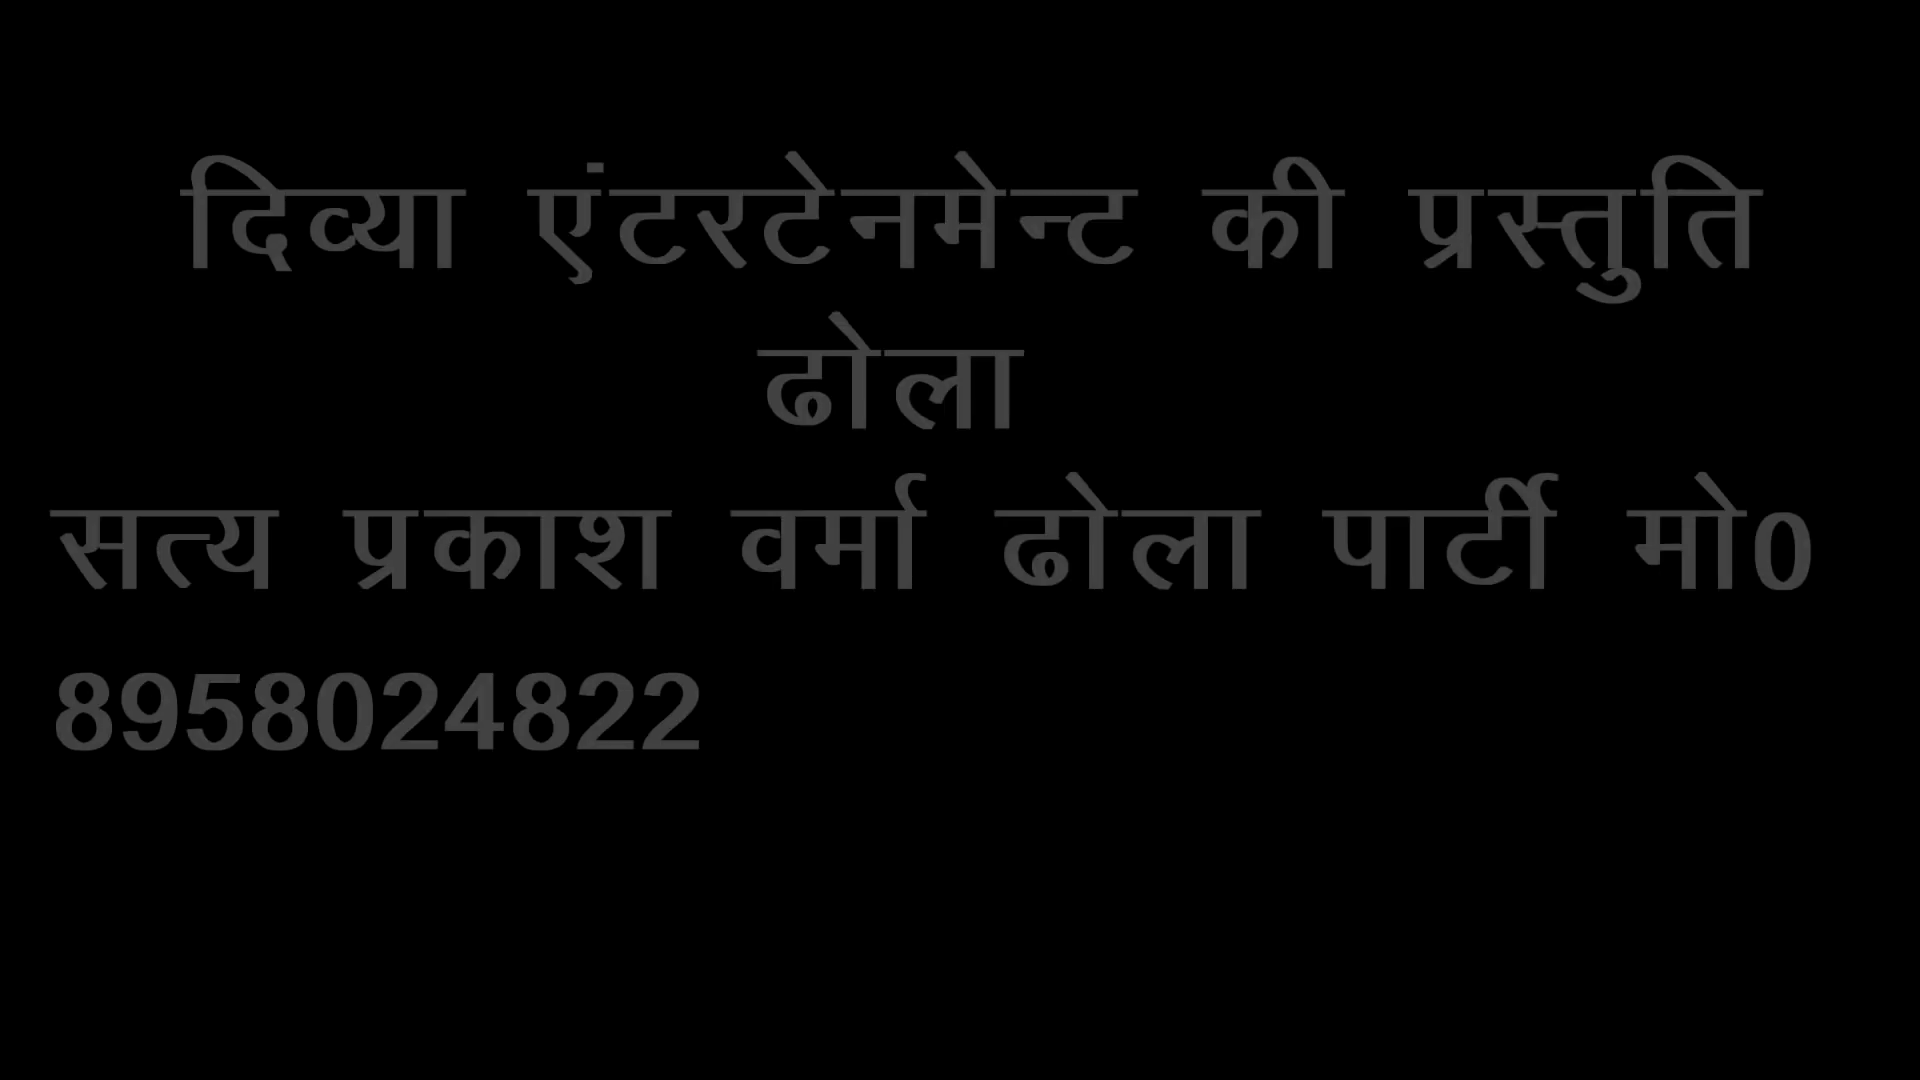 दिव्या एंटरटेनमेन्ट की प्रस्तुति
ढोला
सत्य प्रकाश वर्मा ढोला पार्टी मो0
8958024822